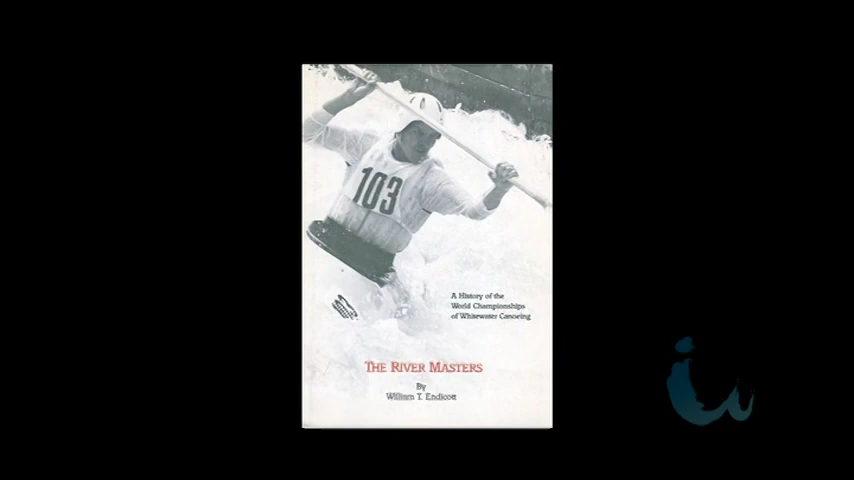 103
A History of the
World Championships
of Whitewater Canoeing
THE RIVER MASTERS
By
William T. Endicott